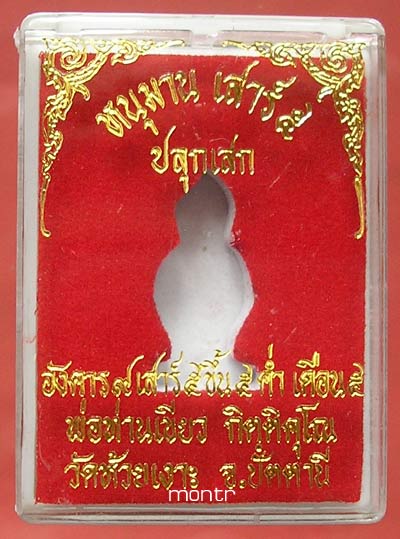 หนุมาน เสาร์ ๕
ปลุกเสก
อังคาร ๗ เสาร์ ๕ ขึ้น ๕ ค่ำ เดือน ๕
พ่อท่านเขียว กิตฺติคุโณ
วัดห้วยเงาะ จ.ปัตตานี
montr